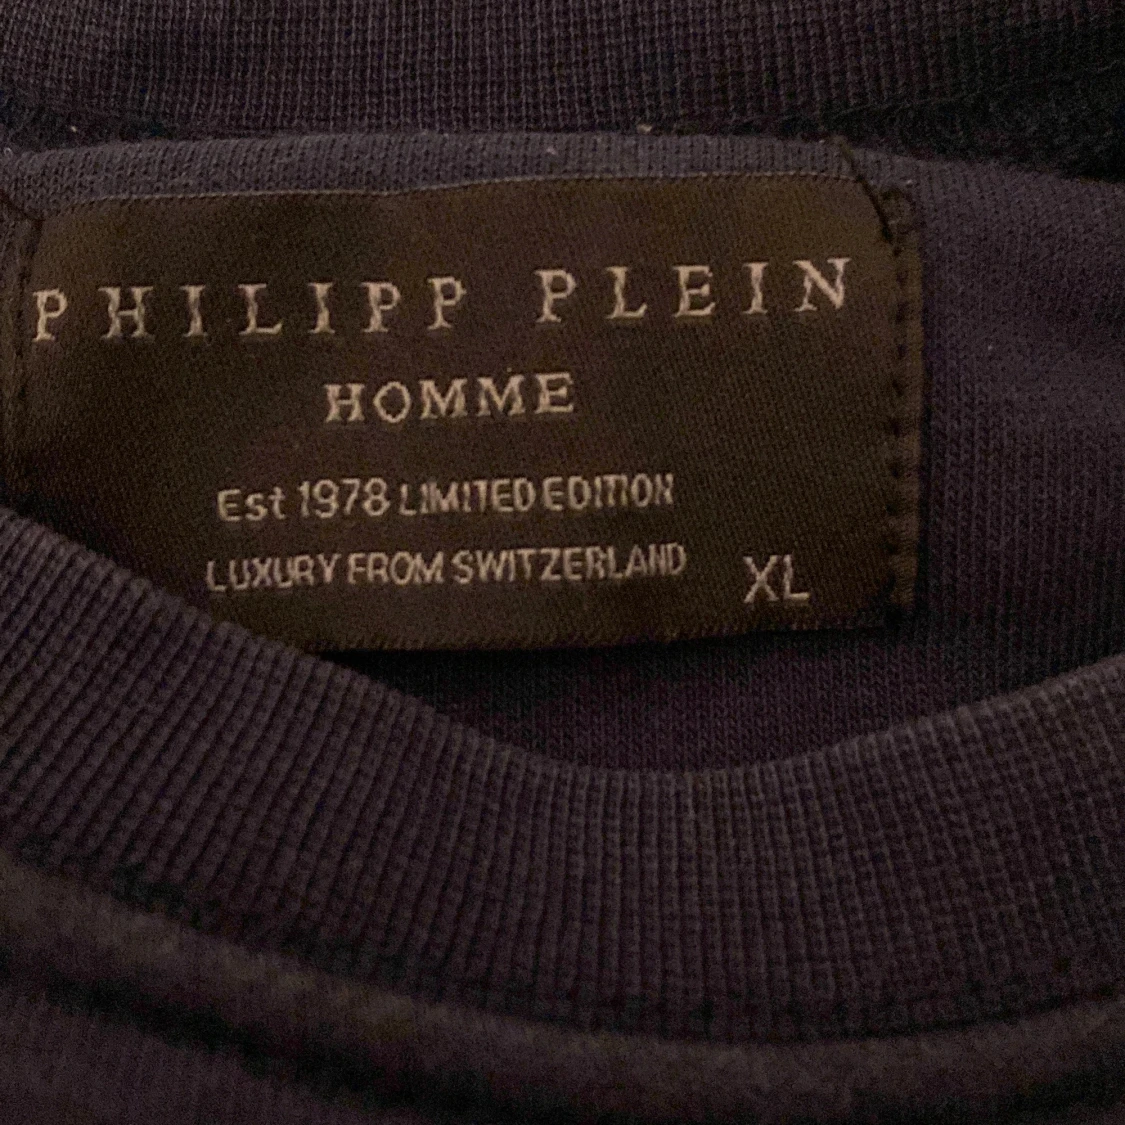 PHILIPP PLEIN
HOMME
Est 1978 LIMITED EDITION
LUXURY FROM SWITZERLAND
XL